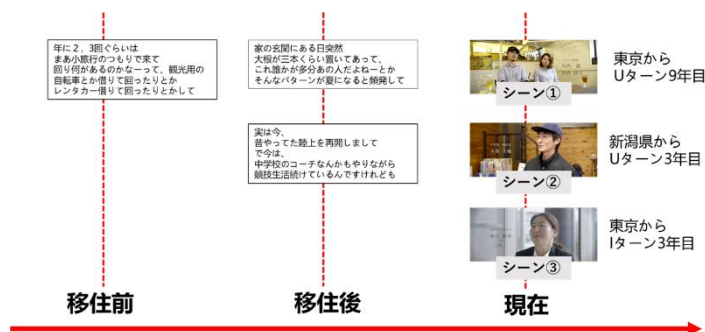 年に２，３回ぐらいは
まあ小旅行のつもりで来て
回り何があるのかなーって、観光用の
自転車とか借りて回ったりとか
レンタカー借りて回ったりとかして
家の玄関にある日突然
大根が三本くらい置いてあって、
これ誰かが多分あの人だよねーとか
そんなパターンが夏になると頻発して
実は今、
昔やってた陸上を再開しまして
で今は、
中学校のコーチなんかもやりながら
競技生活続けているんですけれども
シーン①
東京から
Uターン9年目
シーン②
新潟県から
Uターン3年目
シーン③
東京から
Iターン3年目
移住前
移住後
現在